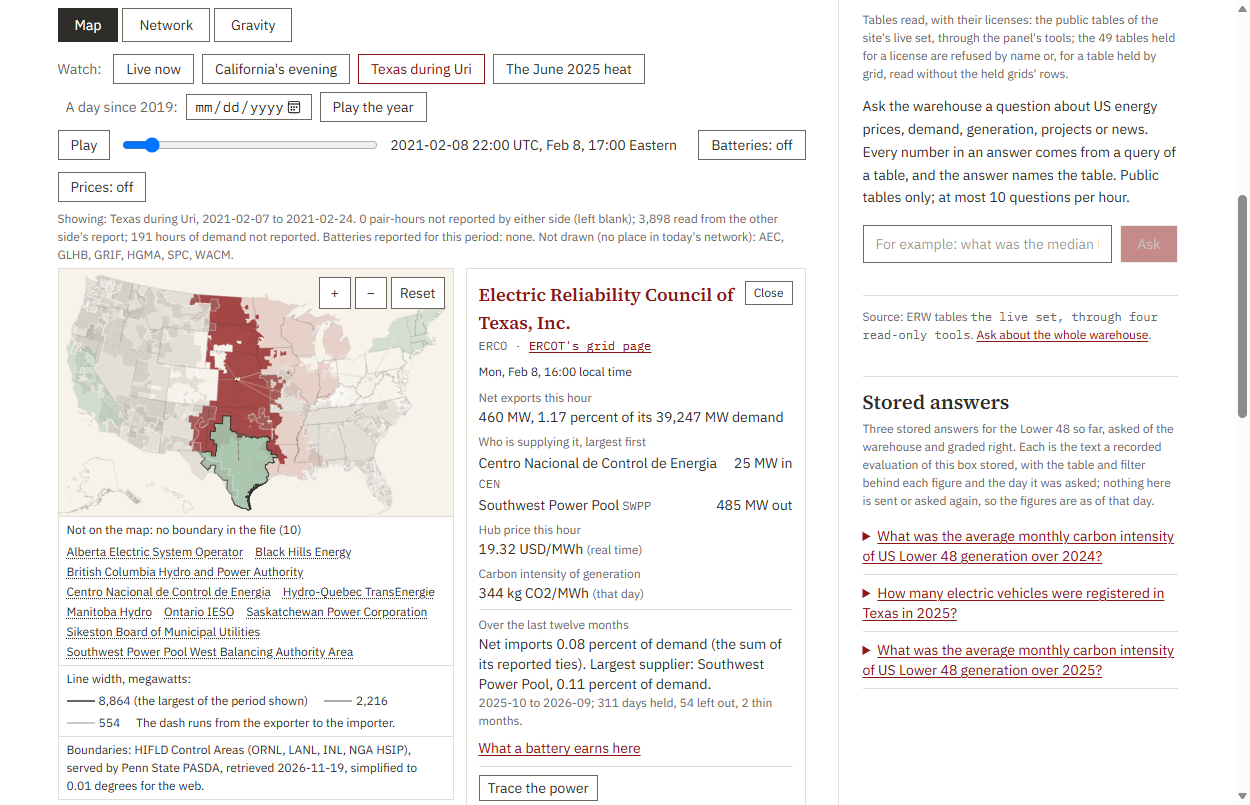 Map Network Gravity
Watch: Live now California's evening Texas during Uri The June 2025 heat
A day since 2019: mm/dd/yyyy Play the year
Play 2021-02-08 22:00 UTC, Feb 8, 17:00 Eastern Batteries: off
Prices: off
Showing: Texas during Uri, 2021-02-07 to 2021-02-24. 0 pair-hours not reported by either side (left blank); 3,898 read from the other
side's report; 191 hours of demand not reported. Batteries reported for this period: none. Not drawn (no place in today's network): AEC,
GLHB, GRIF, HGMA, SPC, WACM.
+ − Reset
Not on the map: no boundary in the file (10)
Alberta Electric System Operator Black Hills Energy
British Columbia Hydro and Power Authority
Centro Nacional de Control de Energia Hydro-Quebec TransEnergie
Manitoba Hydro Ontario IESO Saskatchewan Power Corporation
Sikeston Board of Municipal Utilities
Southwest Power Pool West Balancing Authority Area
Line width, megawatts:
8,864 (the largest of the period shown) 2,216
554 The dash runs from the exporter to the importer.
Boundaries: HIFLD Control Areas (ORNL, LANL, INL, NGA HSIP),
served by Penn State PASDA, retrieved 2026-11-19, simplified to
0.01 degrees for the web.
Electric Reliability Council of Close
Texas, Inc.
ERCO · ERCOT's grid page
Mon, Feb 8, 16:00 local time
Net exports this hour
460 MW, 1.17 percent of its 39,247 MW demand
Who is supplying it, largest first
Centro Nacional de Control de Energia 25 MW in
CEN
Southwest Power Pool SWPP 485 MW out
Hub price this hour
19.32 USD/MWh (real time)
Carbon intensity of generation
344 kg CO2/MWh (that day)
Over the last twelve months
Net imports 0.08 percent of demand (the sum of
its reported ties). Largest supplier: Southwest
Power Pool, 0.11 percent of demand.
2025-10 to 2026-09; 311 days held, 54 left out, 2 thin
months.
What a battery earns here
Trace the power
Tables read, with their licenses: the public tables of the
site's live set, through the panel's tools; the 49 tables held
for a license are refused by name or, for a table held by
grid, read without the held grids' rows.
Ask the warehouse a question about US energy
prices, demand, generation, projects or news.
Every number in an answer comes from a query of
a table, and the answer names the table. Public
tables only; at most 10 questions per hour.
For example: what was the median Ask
Source: ERW tables the live set, through four
read-only tools. Ask about the whole warehouse.
Stored answers
Three stored answers for the Lower 48 so far, asked of the
warehouse and graded right. Each is the text a recorded
evaluation of this box stored, with the table and filter
behind each figure and the day it was asked; nothing here
is sent or asked again, so the figures are as of that day.
What was the average monthly carbon intensity
of US Lower 48 generation over 2024?
How many electric vehicles were registered in
Texas in 2025?
What was the average monthly carbon intensity
of US Lower 48 generation over 2025?